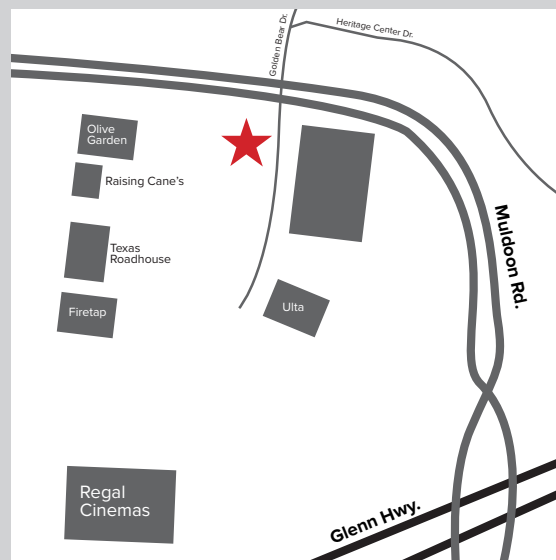 Golden Bear Dr.
Heritage Center Dr.
Olive
Garden
Raising Cane's
Texas
Roadhouse
Firetap
Ulta
Muldoon Rd.
Regal
Cinemas
Glenn Hwy.